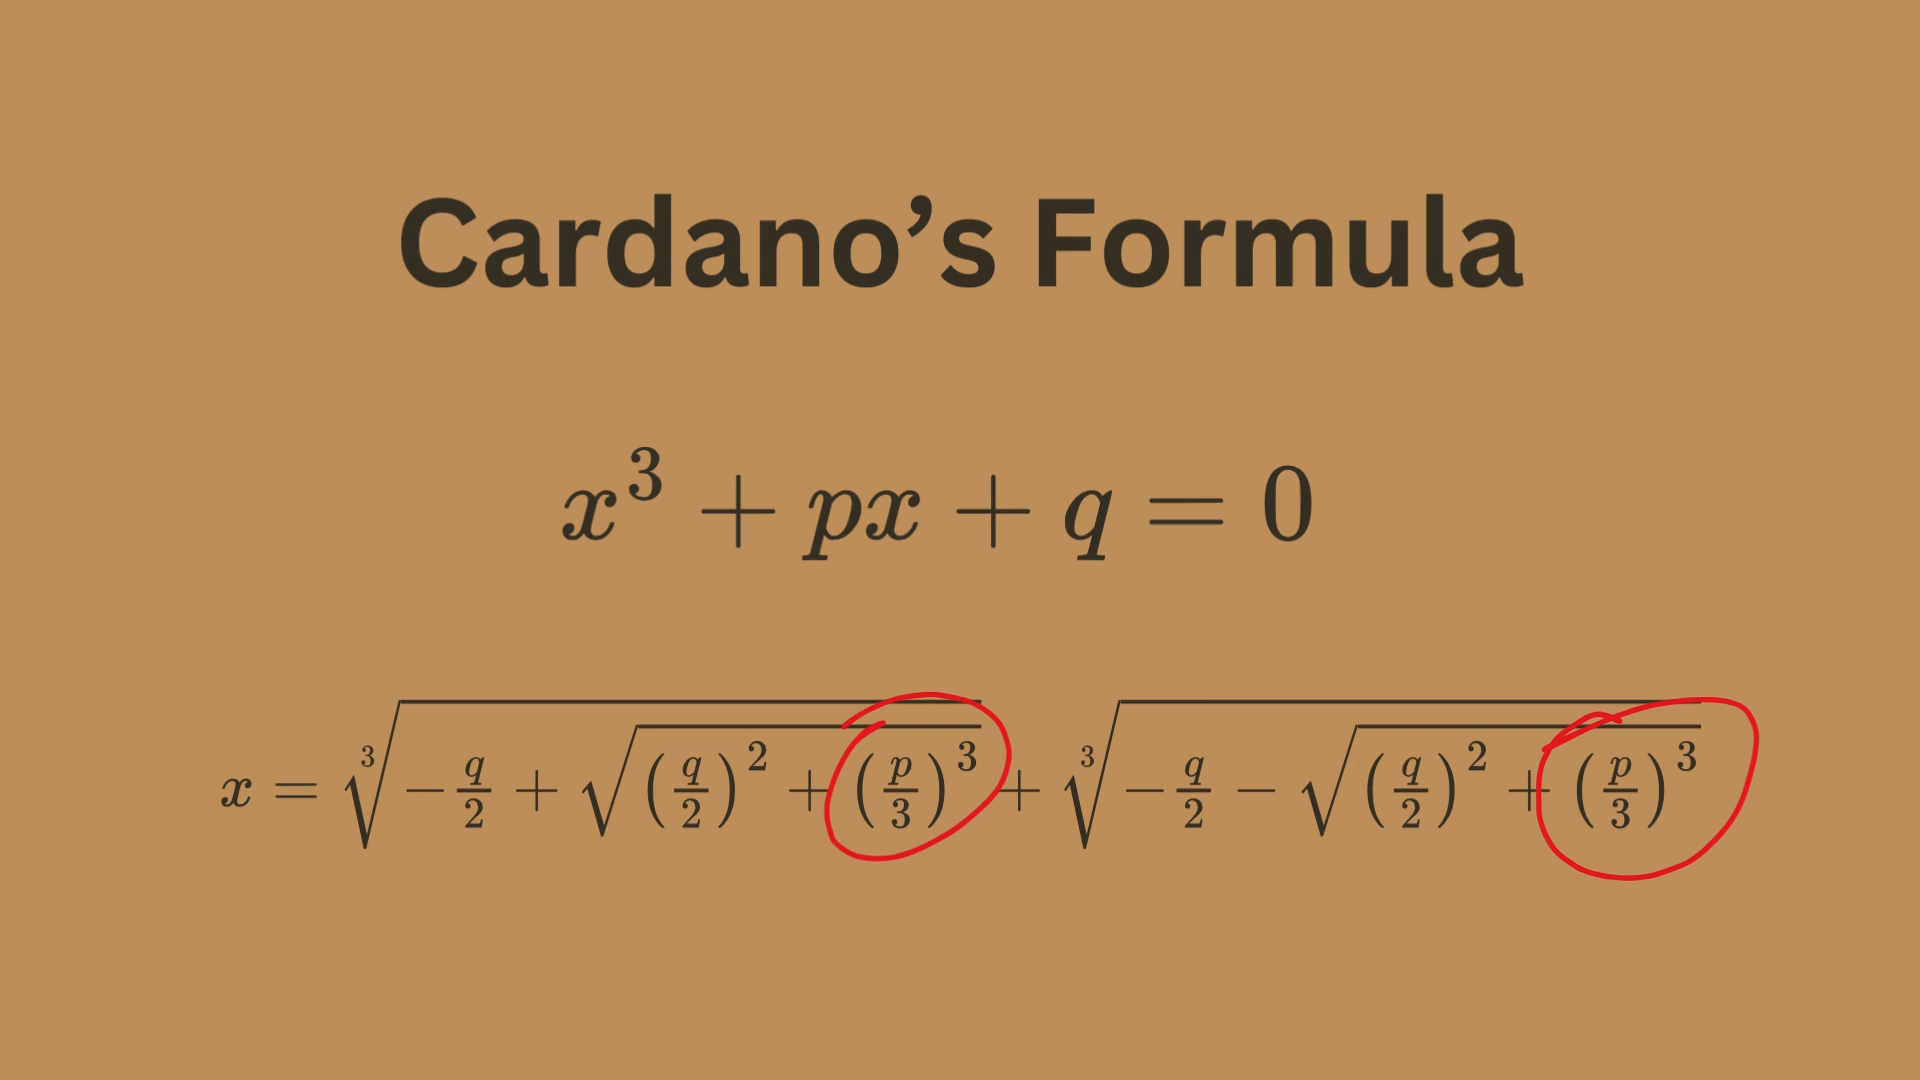 Cardano’s Formula
x³ + px + q = 0
x = ∛(−q/2 + √((q/2)² + (p/3)³)) + ∛(−q/2 − √((q/2)² + (p/3)³))